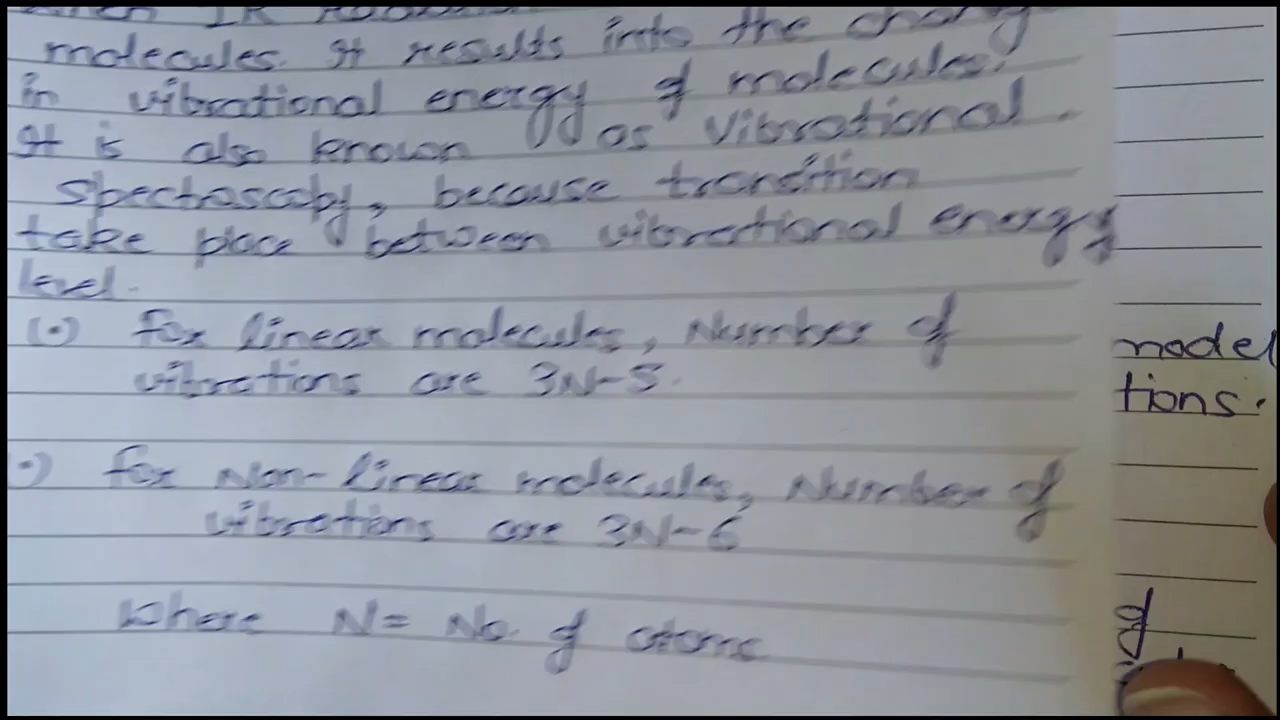 when IR
molecules. It results into the change
in vibrational energy of molecules.
It is also known as Vibrational
Spectroscopy, because transition
take place between vibrational energy
level.
(•) for linear molecules, Number of
vibrations are 3N-5.
•) for Non-linear molecules, Number of
vibrations are 3N-6
where N = No. of atoms
model
tions.